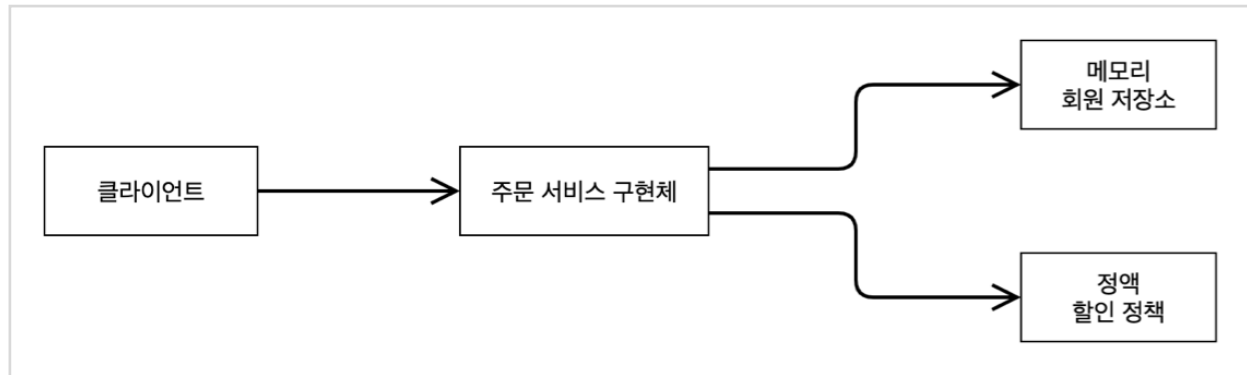 클라이언트
주문 서비스 구현체
메모리
회원 저장소
정액
할인 정책